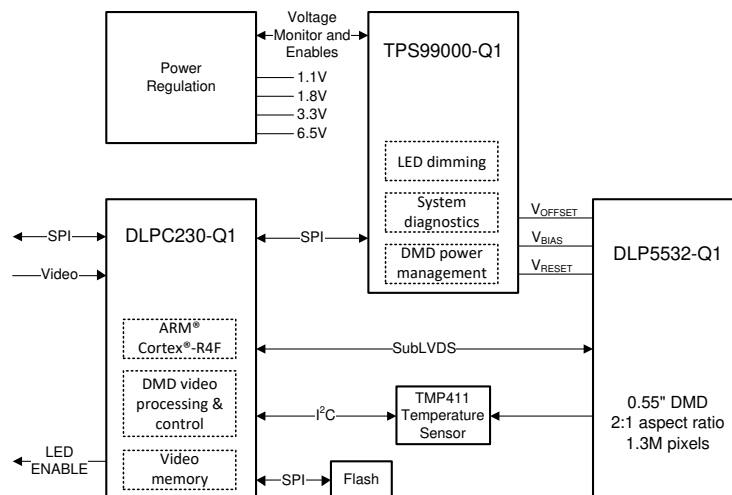 Voltage
Monitor and
Enables
TPS99000-Q1
Power
Regulation
1.1V
1.8V
3.3V
6.5V
LED dimming
System
diagnostics
DMD power
management
V_OFFSET
V_BIAS
V_RESET
DLP5532-Q1
SPI
DLPC230-Q1
SPI
Video
ARM®
Cortex®-R4F
SubLVDS
DMD video
processing &
control
I²C
TMP411
Temperature
Sensor
0.55" DMD
2:1 aspect ratio
1.3M pixels
LED
ENABLE
Video
memory
SPI
Flash